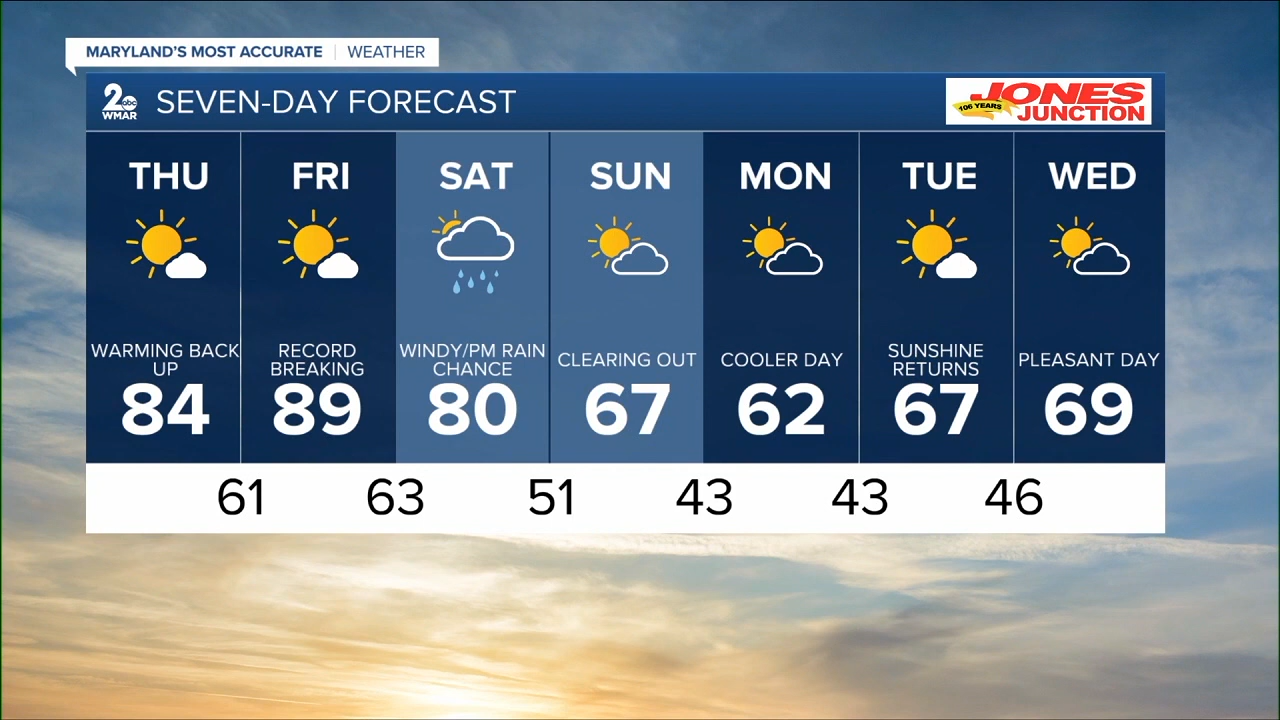 MARYLAND'S MOST ACCURATE | WEATHER
2 abc
WMAR
SEVEN-DAY FORECAST
106 YEARS
JONES
JUNCTION
THU FRI SAT SUN MON TUE WED
WARMING BACK
UP
84
RECORD
BREAKING
89
WINDY/PM RAIN
CHANCE
80
CLEARING OUT
67
COOLER DAY
62
SUNSHINE
RETURNS
67
PLEASANT DAY
69
61 63 51 43 43 46